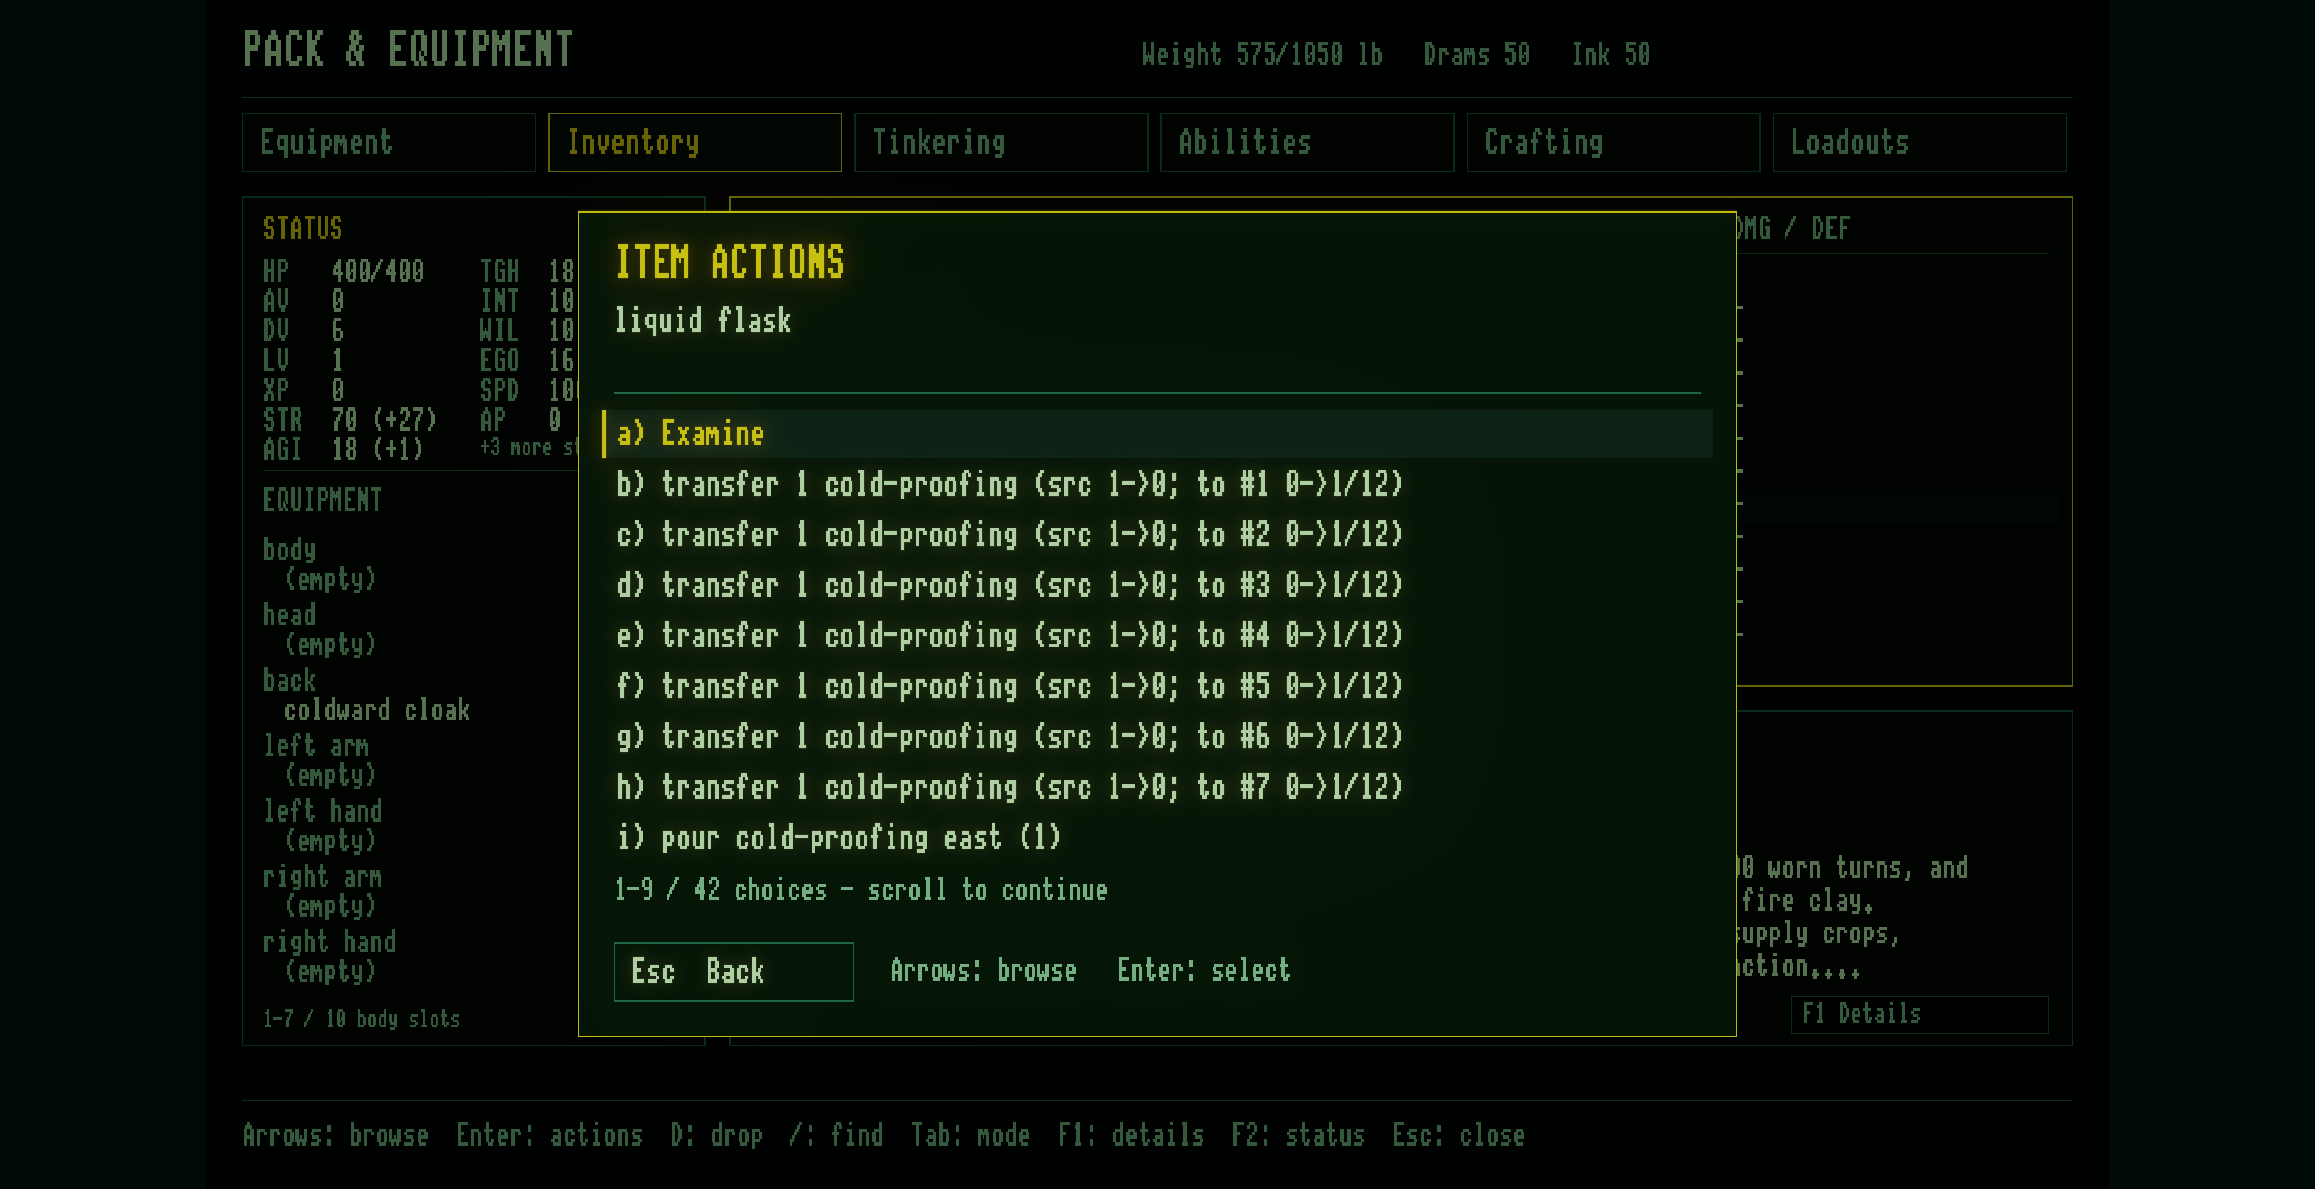 PACK & EQUIPMENT
Weight 575/1050 lb Drams 50 Ink 50
Equipment Inventory Tinkering Abilities Crafting Loadouts
STATUS
HP 400/400 TGH 18
AV 0 INT 10
DV 6 WIL 10
LV 1 EGO 16
XP 0 SPD
STR 70 (+27) AP 0
AGI 18 (+1) +3 more
EQUIPMENT
body
(empty)
head
(empty)
back
coldward cloak
left arm
(empty)
left hand
(empty)
right arm
(empty)
right hand
(empty)
1-7 / 10 body slots
/ DEF
ITEM ACTIONS
liquid flask
a) Examine
b) transfer 1 cold-proofing (src 1->0; to #1 0->1/12)
c) transfer 1 cold-proofing (src 1->0; to #2 0->1/12)
d) transfer 1 cold-proofing (src 1->0; to #3 0->1/12)
e) transfer 1 cold-proofing (src 1->0; to #4 0->1/12)
f) transfer 1 cold-proofing (src 1->0; to #5 0->1/12)
g) transfer 1 cold-proofing (src 1->0; to #6 0->1/12)
h) transfer 1 cold-proofing (src 1->0; to #7 0->1/12)
i) pour cold-proofing east (1)
1-9 / 42 choices - scroll to continue
Esc Back Arrows: browse Enter: select
worn turns, and
fire clay.
crops,
F1 Details
Arrows: browse Enter: actions D: drop /: find Tab: mode F1: details F2: status Esc: close